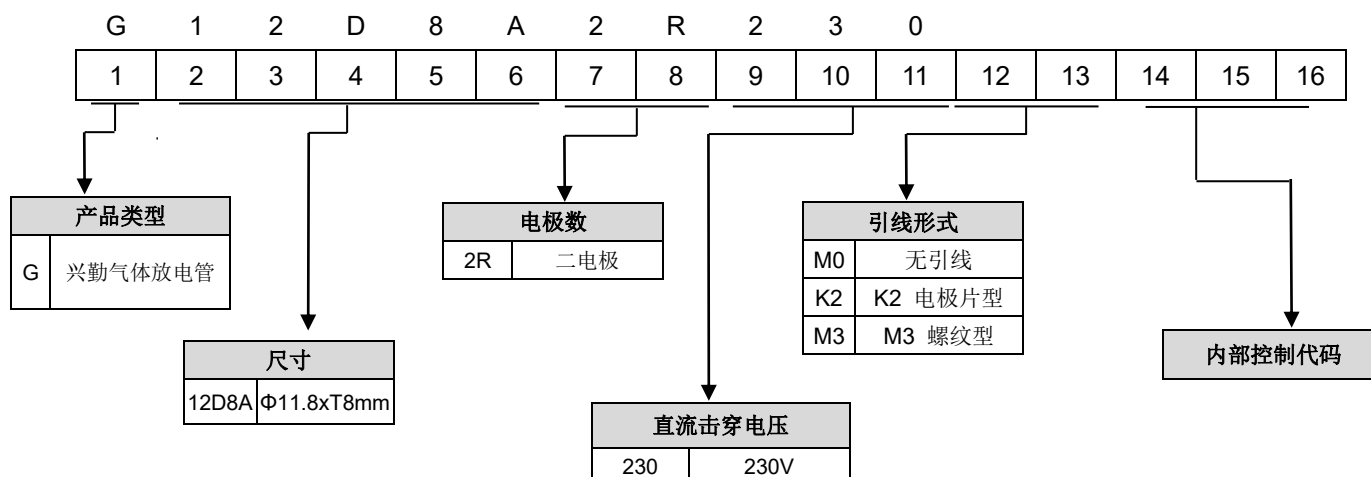 G 1 2 D 8 A 2 R 2 3 0
1 2 3 4 5 6 7 8 9 10 11 12 13 14 15 16
产品类型
G 兴勤气体放电管
尺寸
12D8A Φ11.8xT8mm
电极数
2R 二电极
直流击穿电压
230 230V
引线形式
M0 无引线
K2 K2 电极片型
M3 M3 螺纹型
内部控制代码